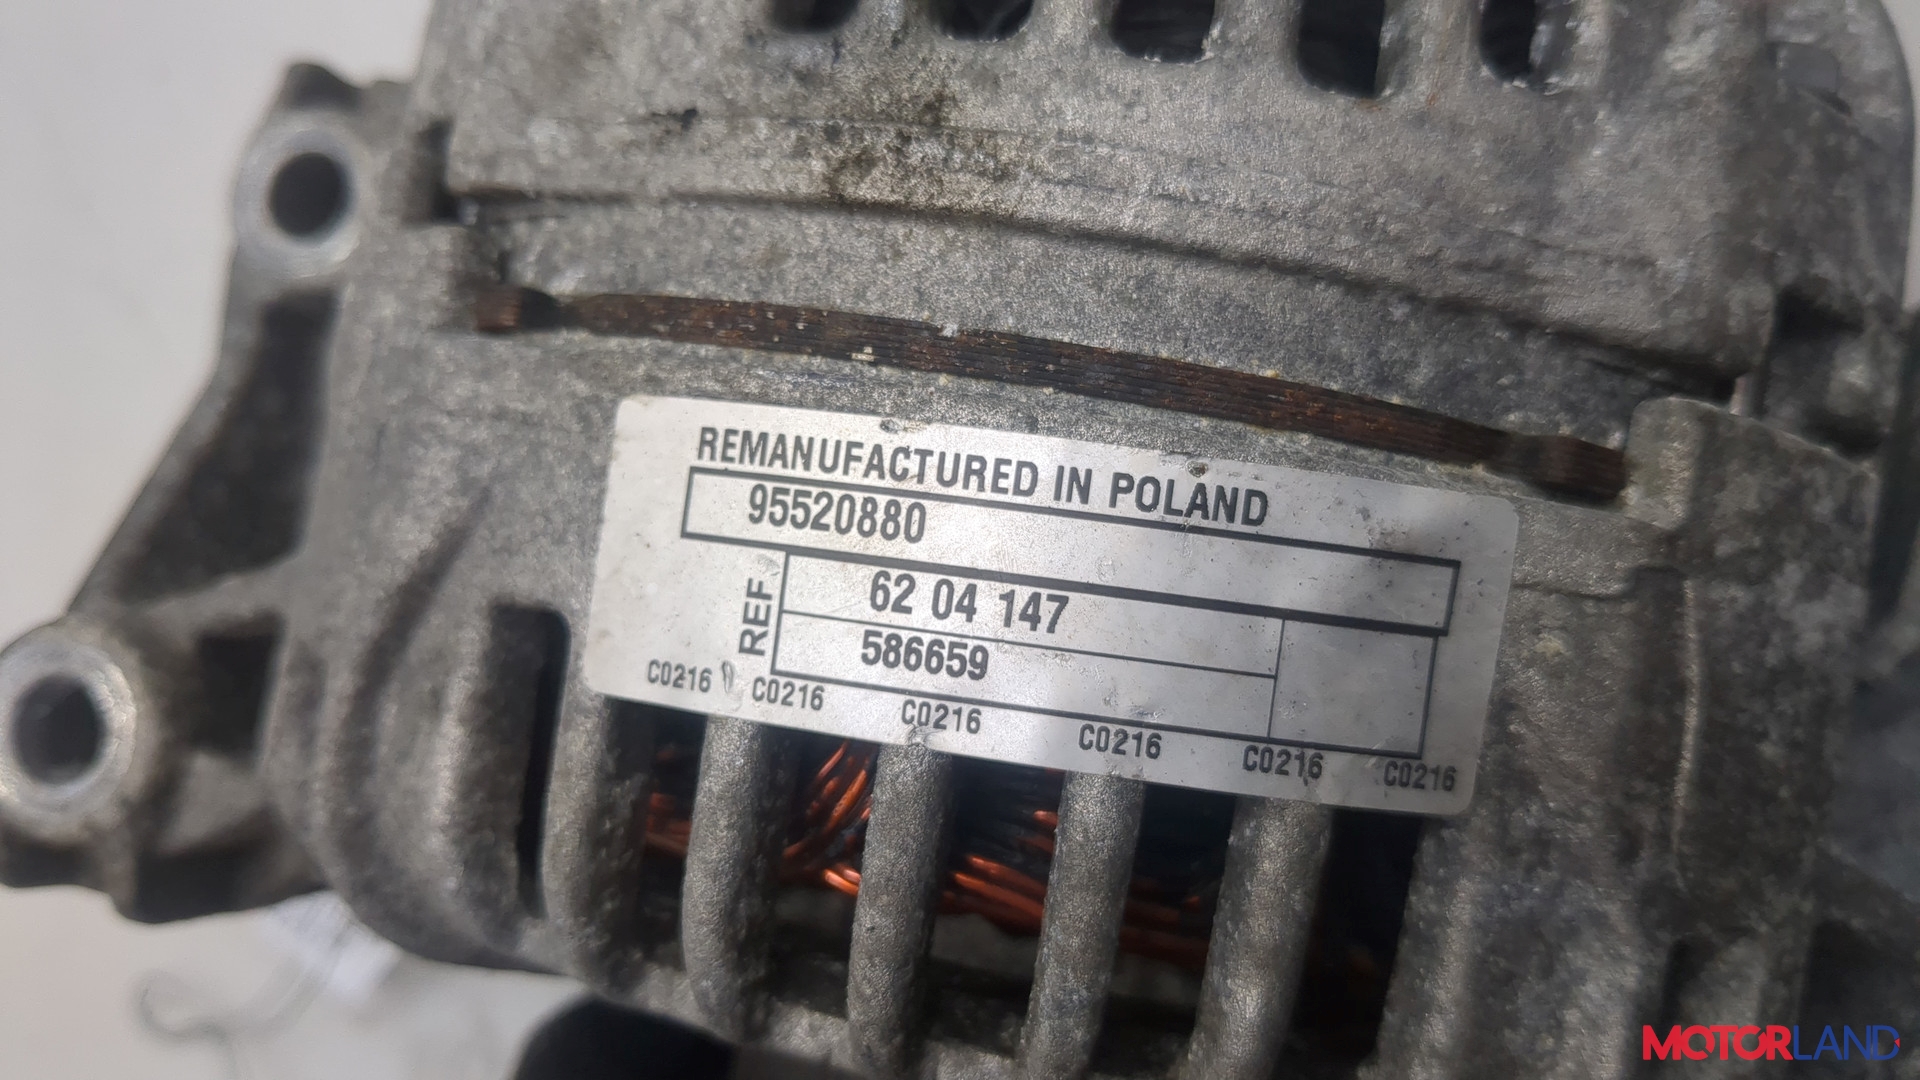 REMANUFACTURED IN POLAND
95520880
REF
62 04 147
586659
C0216 C0216 C0216 C0216 C0216 C0216
MOTORLAND